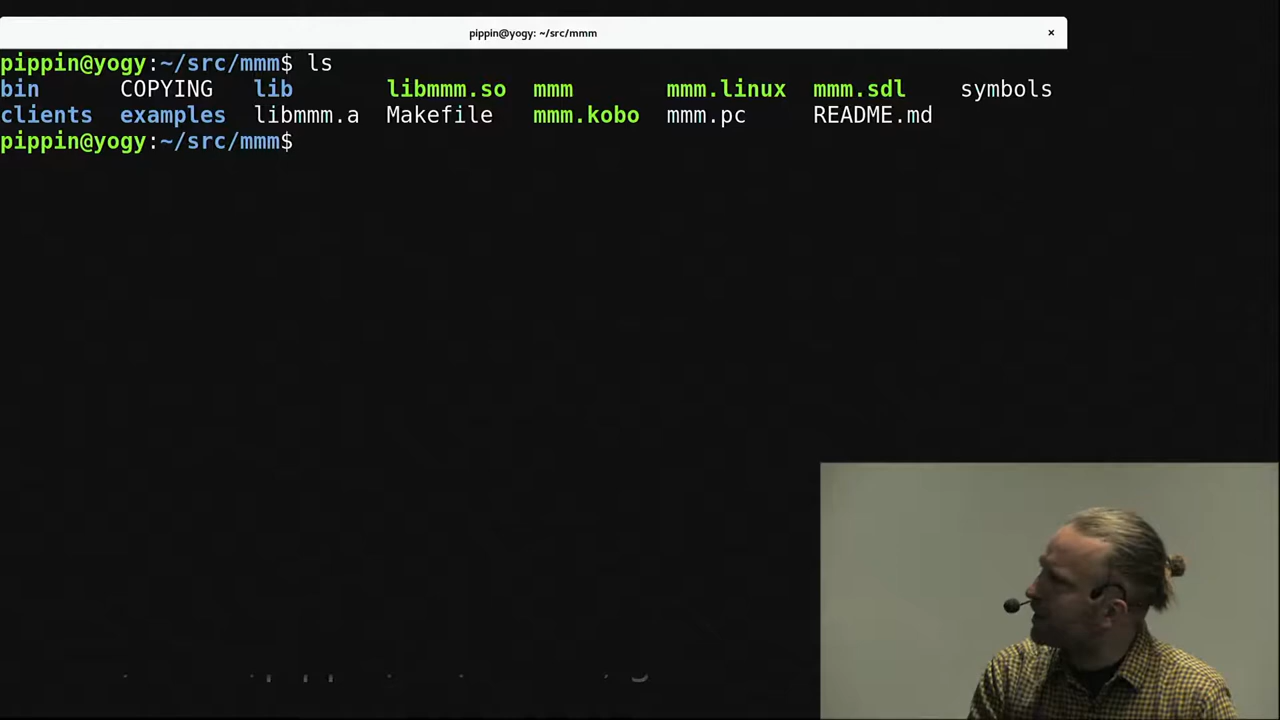 pippin@yogy: ~/src/mmm ×
pippin@yogy:~/src/mmm$ ls
bin COPYING lib libmmm.so mmm mmm.linux mmm.sdl symbols
clients examples libmmm.a Makefile mmm.kobo mmm.pc README.md
pippin@yogy:~/src/mmm$